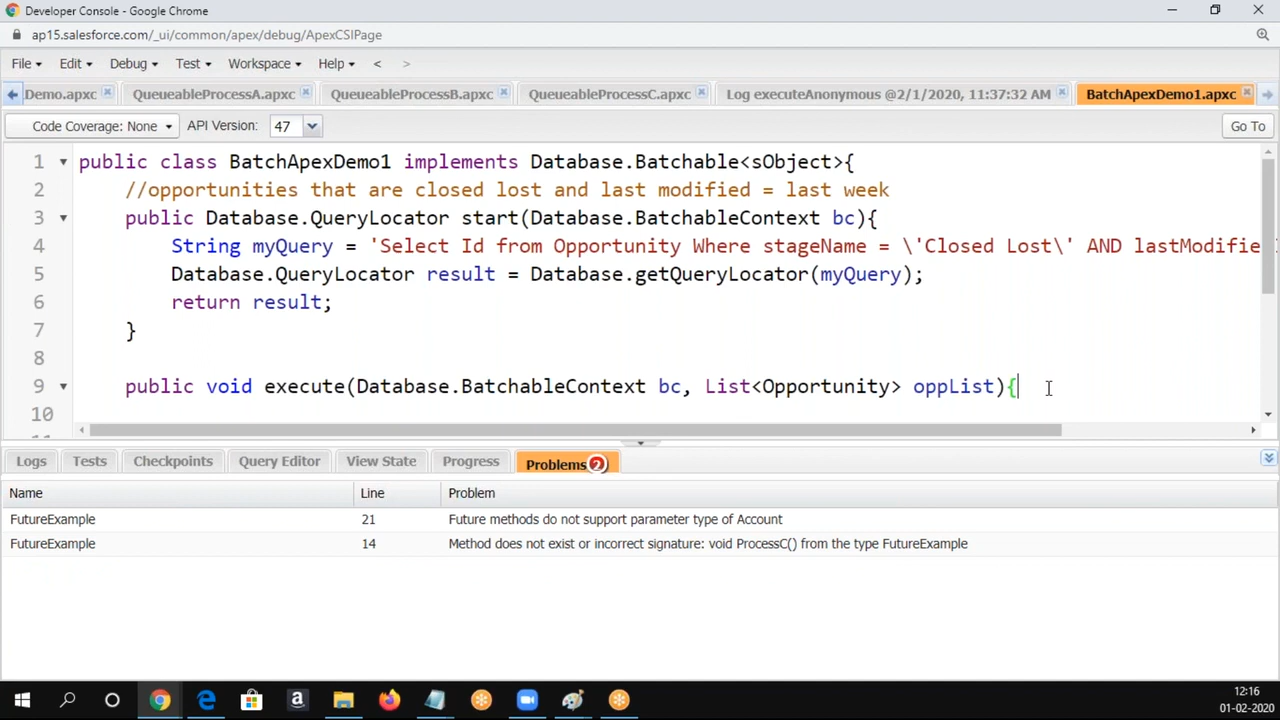 Developer Console - Google Chrome
ap15.salesforce.com/_ui/common/apex/debug/ApexCSIPage
File Edit Debug Test Workspace Help < >
Demo.apxc QueueableProcessA.apxc QueueableProcessB.apxc QueueableProcessC.apxc Log executeAnonymous @2/1/2020, 11:37:32 AM BatchApexDemo1.apxc
Code Coverage: None API Version: 47 Go To
1 public class BatchApexDemo1 implements Database.Batchable<sObject>{
2 //opportunities that are closed lost and last modified = last week
3 public Database.QueryLocator start(Database.BatchableContext bc){
4 String myQuery = 'Select Id from Opportunity Where stageName = \'Closed Lost\' AND lastModifie
5 Database.QueryLocator result = Database.getQueryLocator(myQuery);
6 return result;
7 }
8
9 public void execute(Database.BatchableContext bc, List<Opportunity> oppList){
10
Logs Tests Checkpoints Query Editor View State Progress Problems 2
Name Line Problem
FutureExample 21 Future methods do not support parameter type of Account
FutureExample 14 Method does not exist or incorrect signature: void ProcessC() from the type FutureExample
12:16
01-02-2020